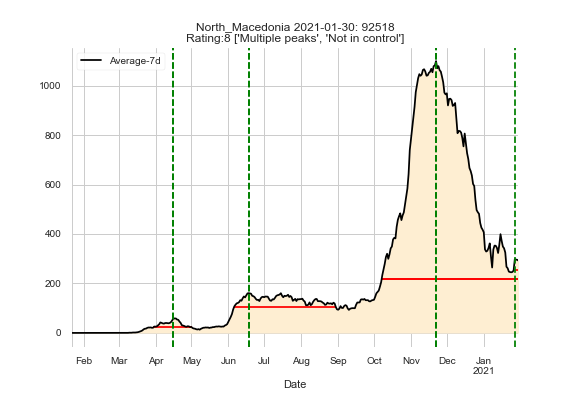 North_Macedonia 2021-01-30: 92518
Rating:8 ['Multiple peaks', 'Not in control']
Average-7d
1000
800
600
400
200
0
Feb Mar Apr May Jun Jul Aug Sep Oct Nov Dec Jan
2021
Date